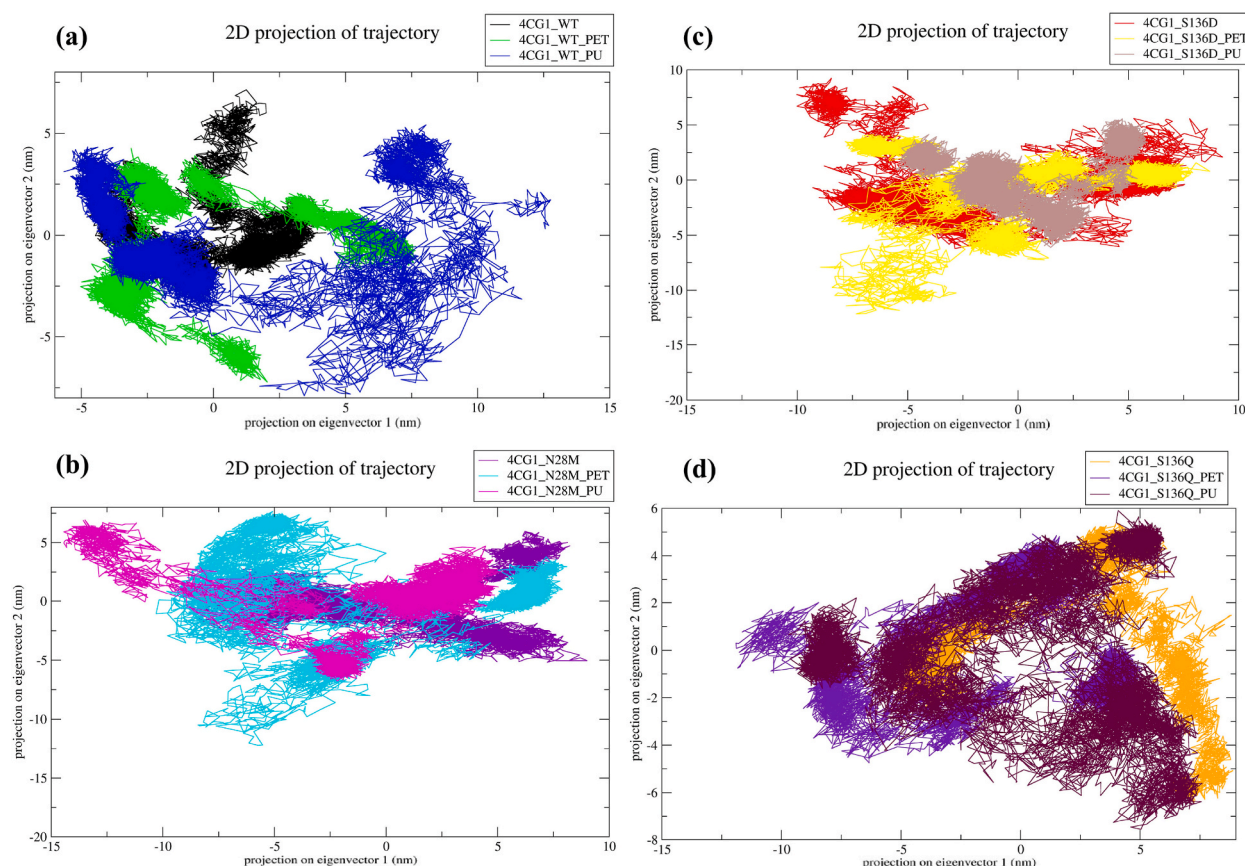 (a)
2D projection of trajectory
4CG1_WT
4CG1_WT_PET
4CG1_WT_PU
projection on eigenvector 2 (nm)
5
0
-5
-5
0
5
10
15
projection on eigenvector 1 (nm)
(c)
2D projection of trajectory
4CG1_S136D
4CG1_S136D_PET
4CG1_S136D_PU
projection on eigenvector 2 (nm)
10
5
0
-5
-10
-15
-20
-15
-10
-5
0
5
10
projection on eigenvector 1 (nm)
(b)
2D projection of trajectory
4CG1_N28M
4CG1_N28M_PET
4CG1_N28M_PU
projection on eigenvector 2 (nm)
5
0
-5
-10
-15
-20
-15
-10
-5
0
5
10
projection on eigenvector 1 (nm)
(d)
2D projection of trajectory
4CG1_S136Q
4CG1_S136Q_PET
4CG1_S136Q_PU
projection on eigenvector 2 (nm)
6
4
2
0
-2
-4
-6
-8
-10
-5
0
5
projection on eigenvector 1 (nm)